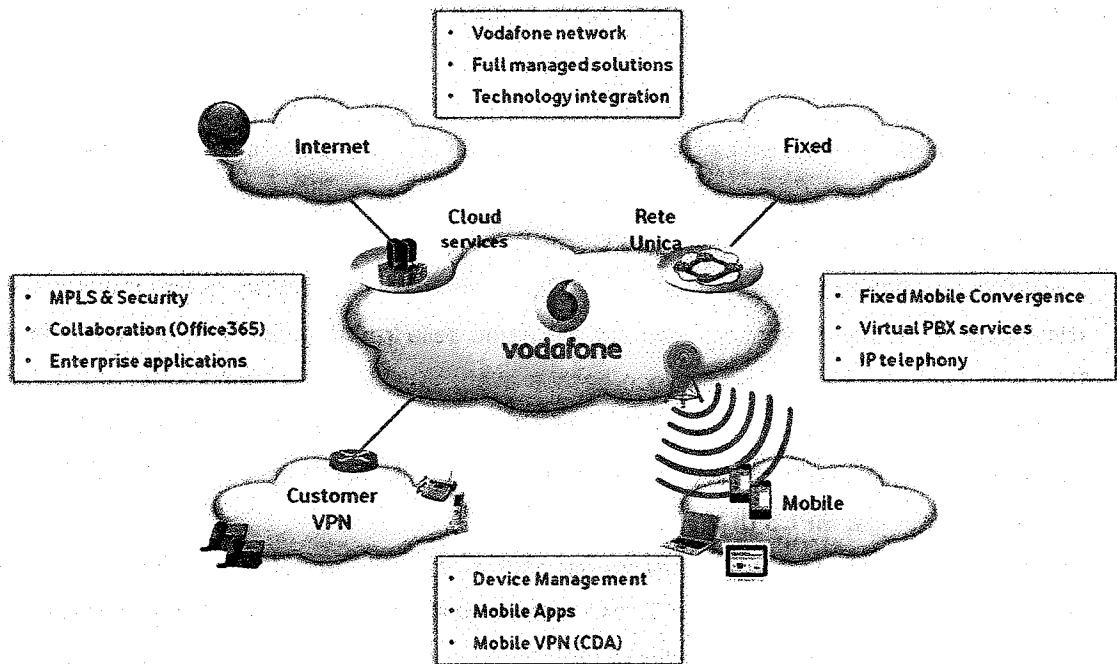 • Vodafone network
• Full managed solutions
• Technology integration
Internet
Fixed
Cloud
services
Rete
Unica
• MPLS & Security
• Collaboration (Office365)
• Enterprise applications
vodafone
• Fixed Mobile Convergence
• Virtual PBX services
• IP telephony
Customer
VPN
Mobile
• Device Management
• Mobile Apps
• Mobile VPN (CDA)